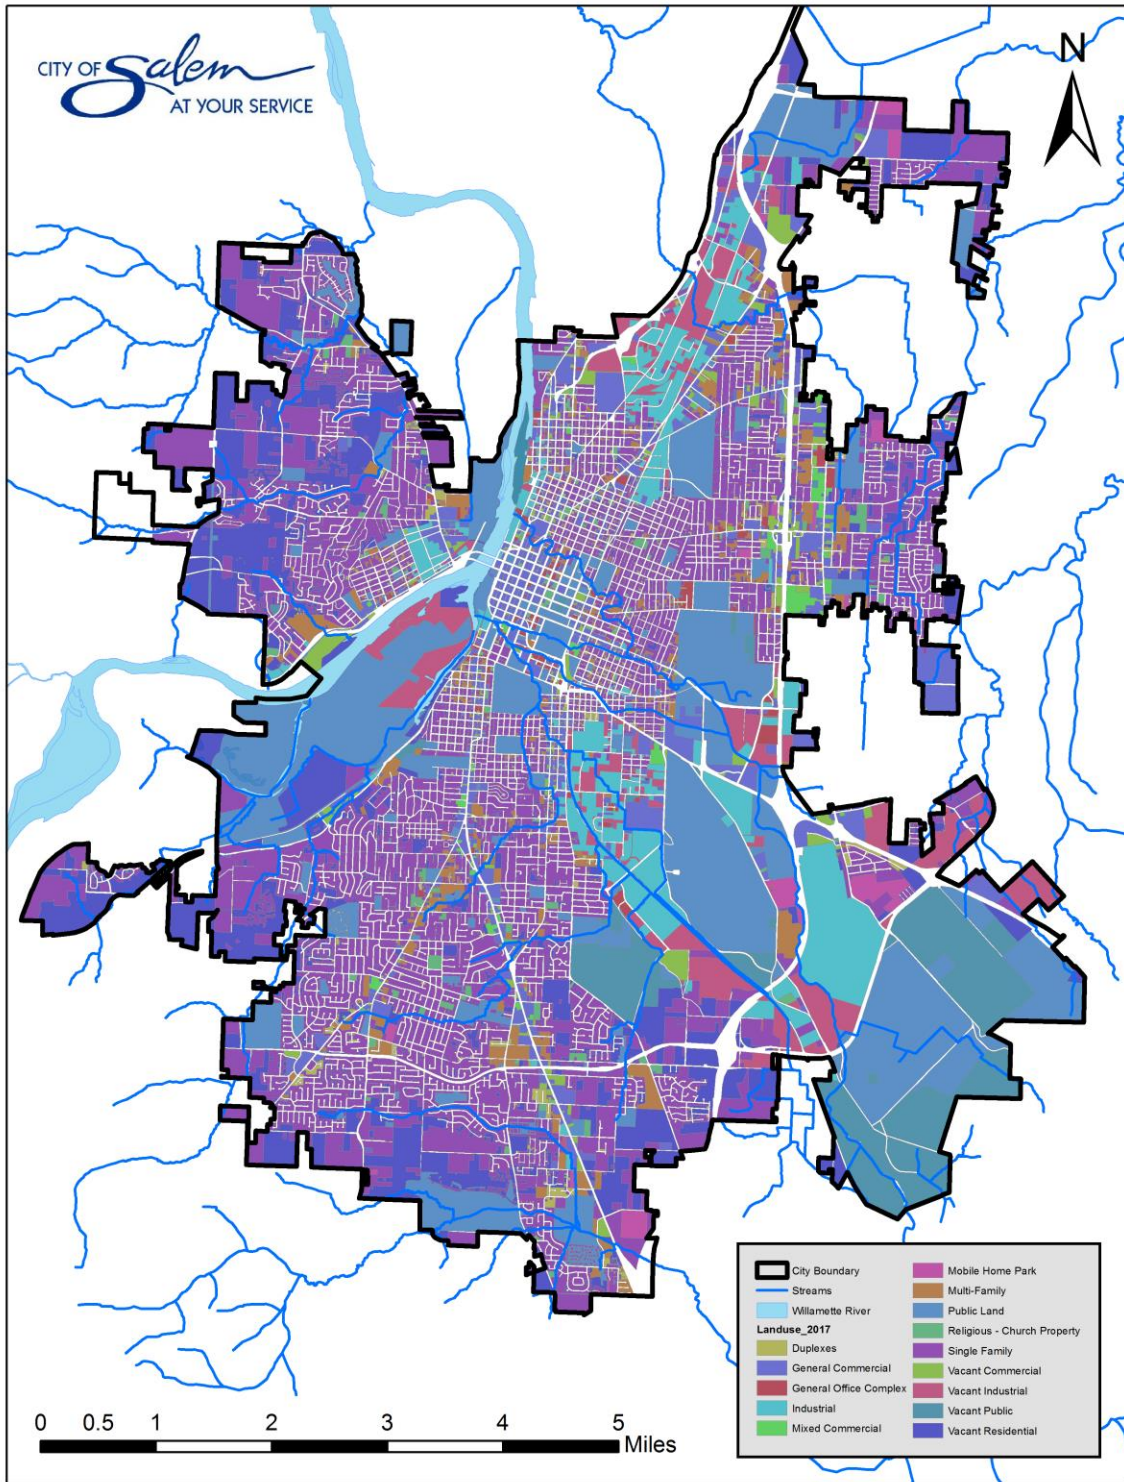 CITY OF Salem
AT YOUR SERVICE
N
City Boundary
Streams
Willamette River
Landuse_2017
Duplexes
General Commercial
General Office Complex
Industrial
Mixed Commercial
Mobile Home Park
Multi-Family
Public Land
Religious - Church Property
Single Family
Vacant Commercial
Vacant Industrial
Vacant Public
Vacant Residential
0 0.5 1 2 3 4 5
Miles